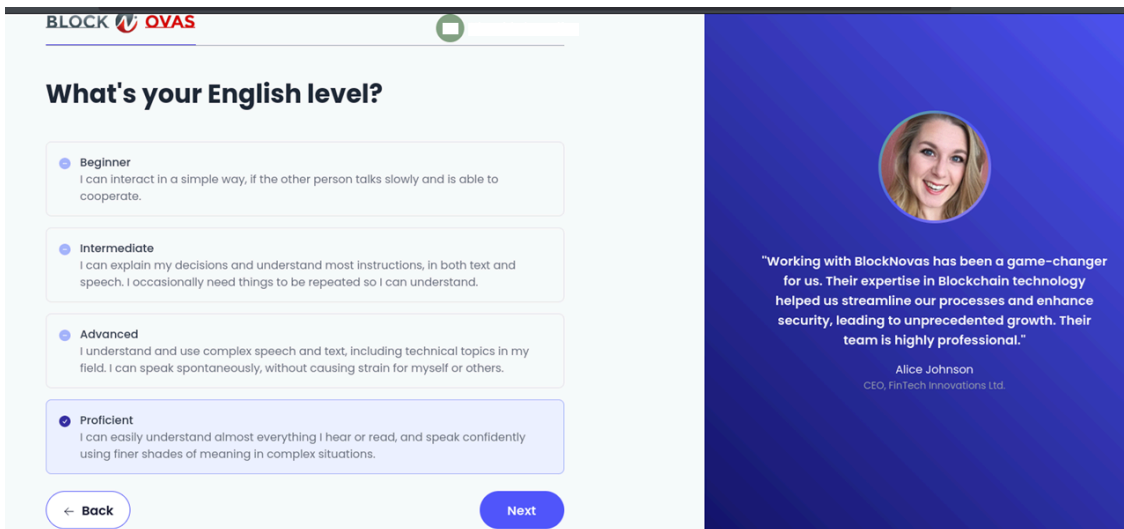 BLOCK N OVAS
What's your English level?
Beginner
I can interact in a simple way, if the other person talks slowly and is able to
cooperate.
Intermediate
I can explain my decisions and understand most instructions, in both text and
speech. I occasionally need things to be repeated so I can understand.
Advanced
I understand and use complex speech and text, including technical topics in my
field. I can speak spontaneously, without causing strain for myself or others.
Proficient
I can easily understand almost everything I hear or read, and speak confidently
using finer shades of meaning in complex situations.
← Back
Next
"Working with BlockNovas has been a game-changer
for us. Their expertise in Blockchain technology
helped us streamline our processes and enhance
security, leading to unprecedented growth. Their
team is highly professional."
Alice Johnson
CEO, FinTech Innovations Ltd.